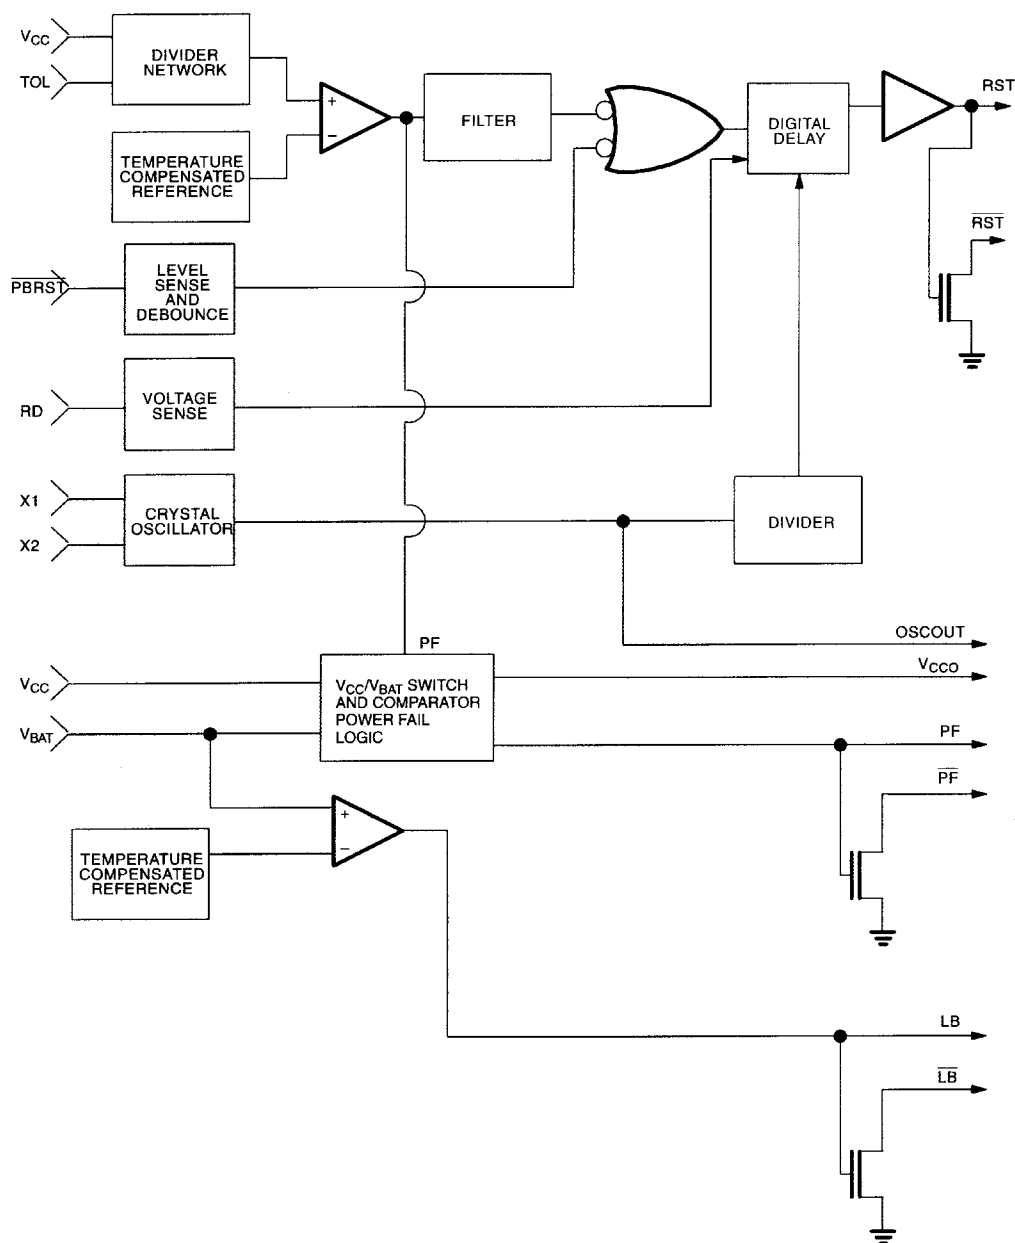 VCC
TOL
DIVIDER
NETWORK
+
−
TEMPERATURE
COMPENSATED
REFERENCE
FILTER
DIGITAL
DELAY
RST
RST
PBRST
LEVEL
SENSE
AND
DEBOUNCE
RD
VOLTAGE
SENSE
X1
X2
CRYSTAL
OSCILLATOR
DIVIDER
OSCOUT
PF
VCC
VBAT
VCC/VBAT SWITCH
AND COMPARATOR
POWER FAIL
LOGIC
VCCO
PF
PF
+
−
TEMPERATURE
COMPENSATED
REFERENCE
LB
LB